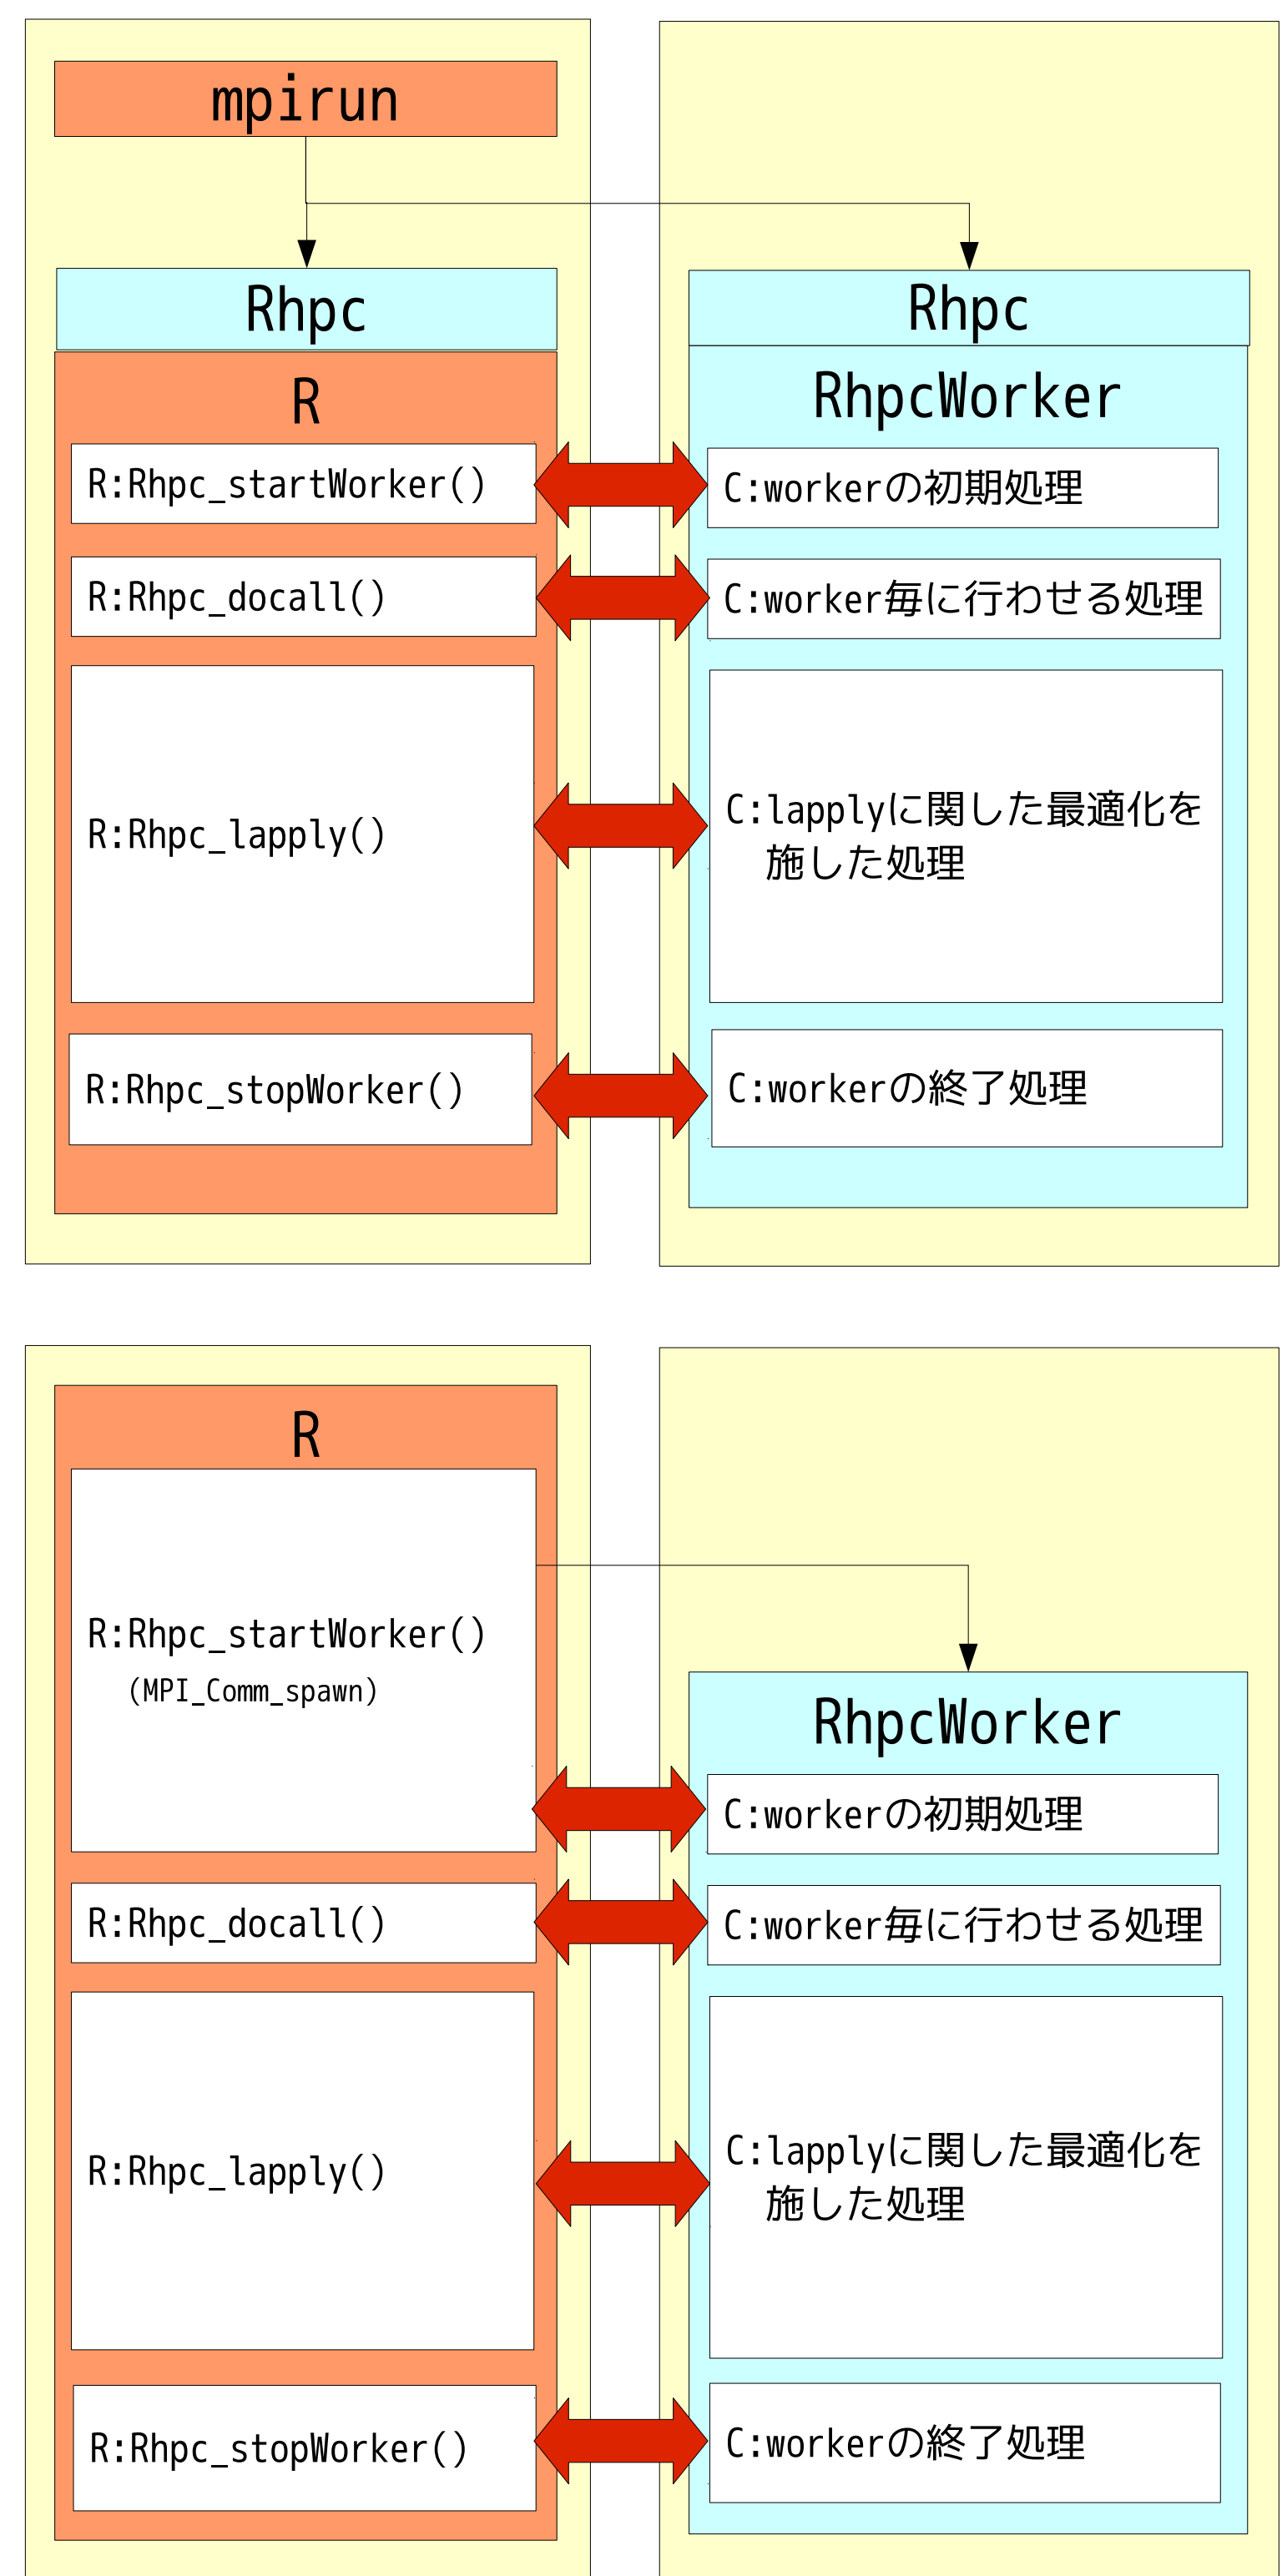 mpirun
Rhpc
Rhpc
R
RhpcWorker
R:Rhpc_startWorker()
C:workerの初期処理
R:Rhpc_docall()
C:worker毎に行わせる処理
R:Rhpc_lapply()
C:lapplyに関した最適化を
施した処理
R:Rhpc_stopWorker()
C:workerの終了処理
R
R:Rhpc_startWorker()
(MPI_Comm_spawn)
RhpcWorker
C:workerの初期処理
R:Rhpc_docall()
C:worker毎に行わせる処理
R:Rhpc_lapply()
C:lapplyに関した最適化を
施した処理
R:Rhpc_stopWorker()
C:workerの終了処理